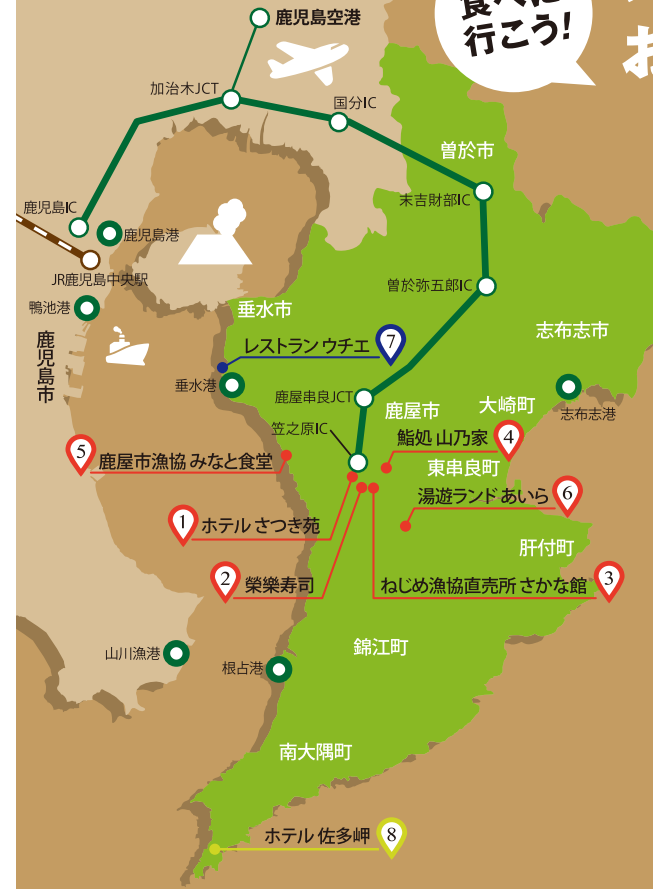 食べに
行こう!
お
鹿児島空港
加治木JCT
国分IC
曽於市
末吉財部IC
鹿児島IC
鹿児島港
JR鹿児島中央駅
曽於弥五郎IC
鴨池港
垂水市
鹿児島市
レストラン ウチエ
7
志布志市
垂水港
鹿屋串良JCT
鹿屋市
大崎町
志布志港
笠之原IC
鮨処 山乃家
4
5
鹿屋市漁協 みなと食堂
東串良町
湯遊ランド あいら
6
1
ホテル さつき苑
肝付町
2
榮樂寿司
ねじめ漁協直売所 さかな館
3
山川漁港
根占港
錦江町
南大隅町
ホテル 佐多岬
8